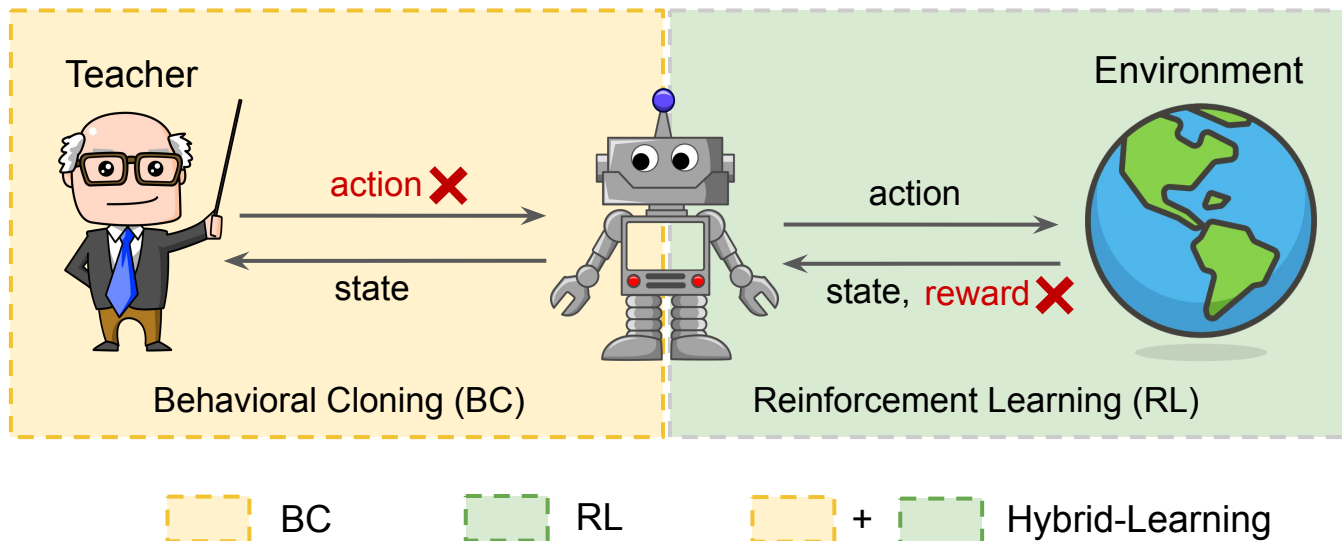 Teacher
Environment
action
action
state
state, reward
Behavioral Cloning (BC)
Reinforcement Learning (RL)
BC
RL
+
Hybrid-Learning